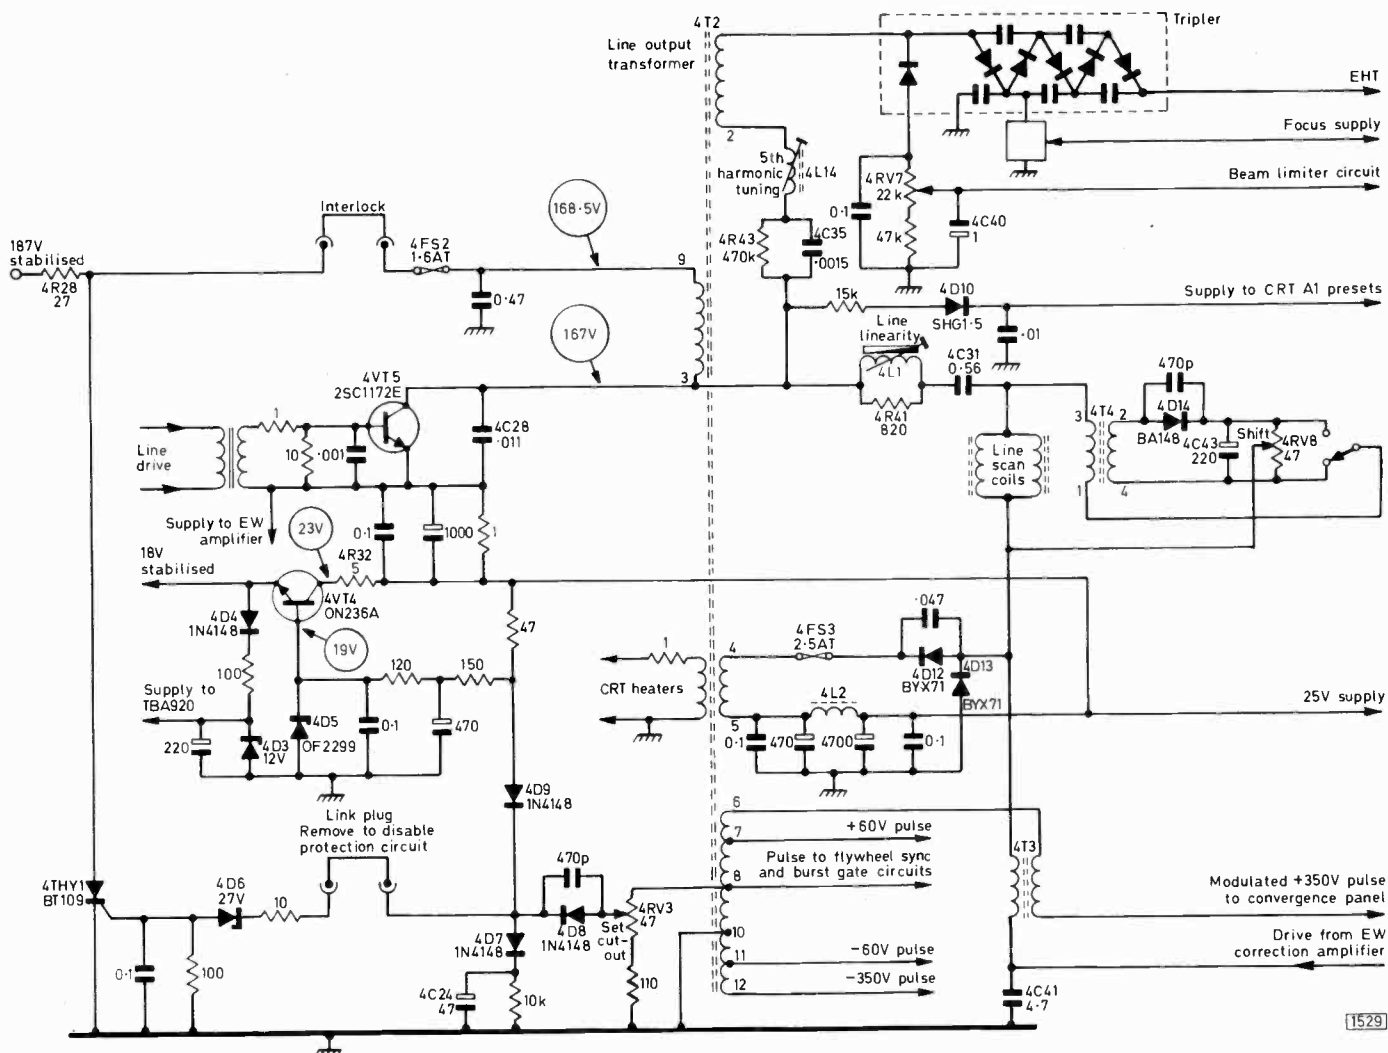 4T2
Line output
transformer
Tripler
EHT
Focus supply
Beam limiter circuit
2
5th
harmonic
tuning
4L14
0·1
4RV7
22k
47k
4C40
1
4R43
470k
4C35
·0015
Interlock
168·5V
187V
stabilised
4R28
27
4FS2
1·6AT
0·47
9
15k
4D10
SHG1·5
Supply to CRT A1 presets
·01
167V
3
Line
linearity
4L1
4R41
820
4C31
0·56
4VT5
2SC1172E
1
10
·001
4C28
·011
Line
drive
Line
scan
coils
3
4T4
2
1
4
470p
4D14
BA148
4C43
220
Shift
4RV8
47
Supply to EW
amplifier
23V
0·1
1000
1
18V
stabilised
4R32
5
4VT4
ON236A
4D4
1N4148
19V
47
100
120
150
Supply to
TBA920
220
4D3
12V
4D5
OF2299
0·1
470
1
CRT heaters
4
4FS3
2·5AT
·047
4D12
BYX71
4D13
BYX71
5
4L2
0·1
470
4700
0·1
25V supply
4D9
1N4148
Link plug
Remove to disable
protection circuit
6
7
+60V pulse
Pulse to flywheel sync
and burst gate circuits
8
4T3
4THY1
BT109
4D6
27V
10
470p
4D8
1N4148
4RV3
47
Set
cut-
out
4D7
1N4148
10
11
-60V pulse
12
-350V pulse
Modulated +350V pulse
to convergence panel
Drive from EW
correction amplifier
0·1
100
4C24
47
10k
110
4C41
4·7
1529